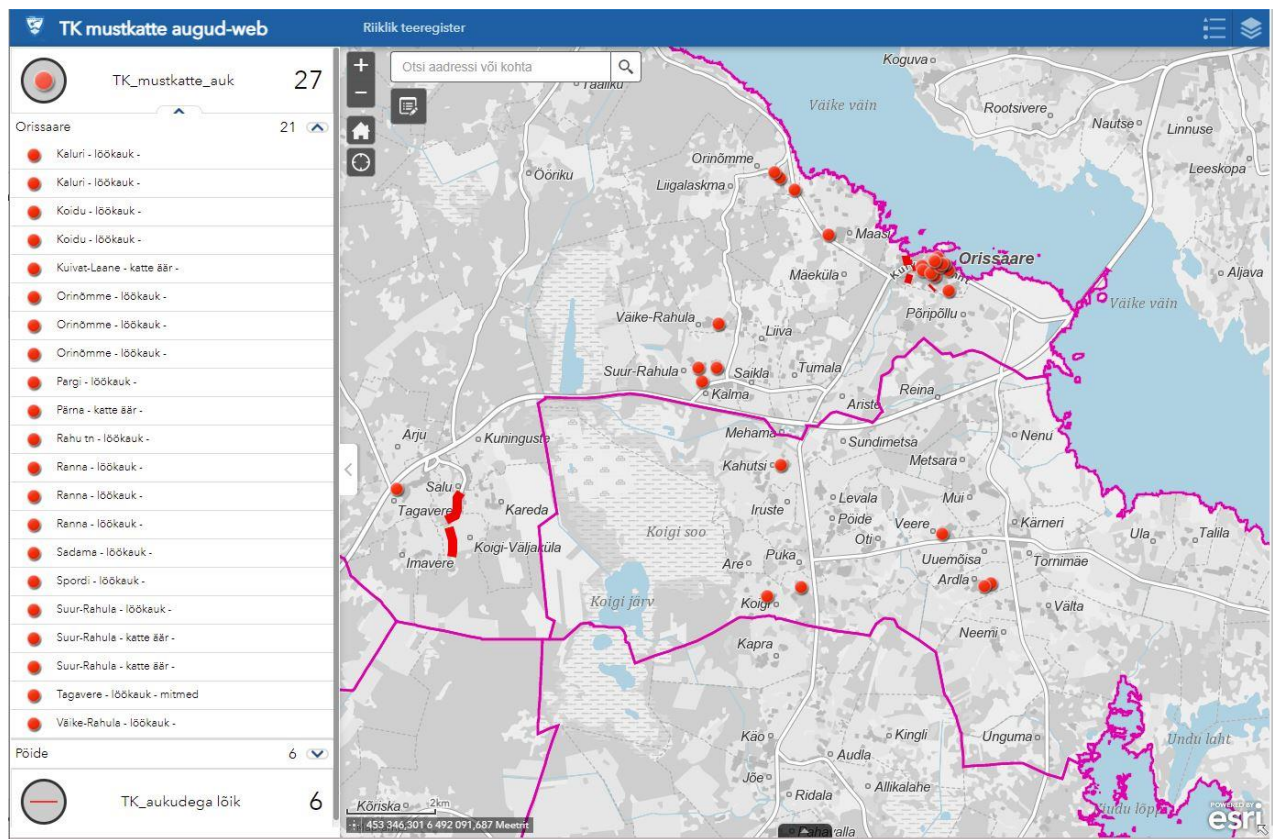 TK mustkatte augud-web
Riiklik teeregister
TK_mustkatte_auk 27
Orissaare 21
Kaluri - löökauk -
Kaluri - löökauk -
Koidu - löökauk -
Koidu - löökauk -
Kuivat-Laane - katte äär -
Orinõmme - löökauk -
Orinõmme - löökauk -
Orinõmme - löökauk -
Pargi - löökauk -
Pärna - katte äär -
Rahu tn - löökauk -
Ranna - löökauk -
Ranna - löökauk -
Ranna - löökauk -
Sadama - löökauk -
Spordi - löökauk -
Suur-Rahula - löökauk -
Suur-Rahula - katte äär -
Suur-Rahula - katte äär -
Tagavere - löökauk - mitmed
Väike-Rahula - löökauk -
Pöide 6
TK_aukudega lõik 6
+
Otsi aadressi või kohta
−
Koguva
Väike väin
Rootsivere
Nautse
Linnuse
Leeskopa
Orinõmme
Ööriku
Liigalaskma
Maasi
Orissaare
Mäeküla
Aljava
Väike väin
Põripõllu
Väike-Rahula
Liiva
Suur-Rahula
Saikla
Tumala
Kalma
Reina
Ariste
Arju
Kuninguste
Mehama
Sundimetsa
Nenu
Kahutsi
Metsara
Salu
Levala
Mui
Tagavere
Kareda
Iruste
Pöide
Veere
Kärneri
Koigi soo
Oti
Ula
Talila
Koigi-Väljaküla
Imavere
Puka
Are
Uuemõisa
Tornimäe
Ardla
Koigi järv
Koigi
Välta
Neemi
Kapra
Käo
Kingli
Unguma
Undu laht
Audla
Jõe
Allikalahe
Ridala
Kõriska
2km
453 346,301 6 492 091,687 Meetrit
POWERED BY
esri